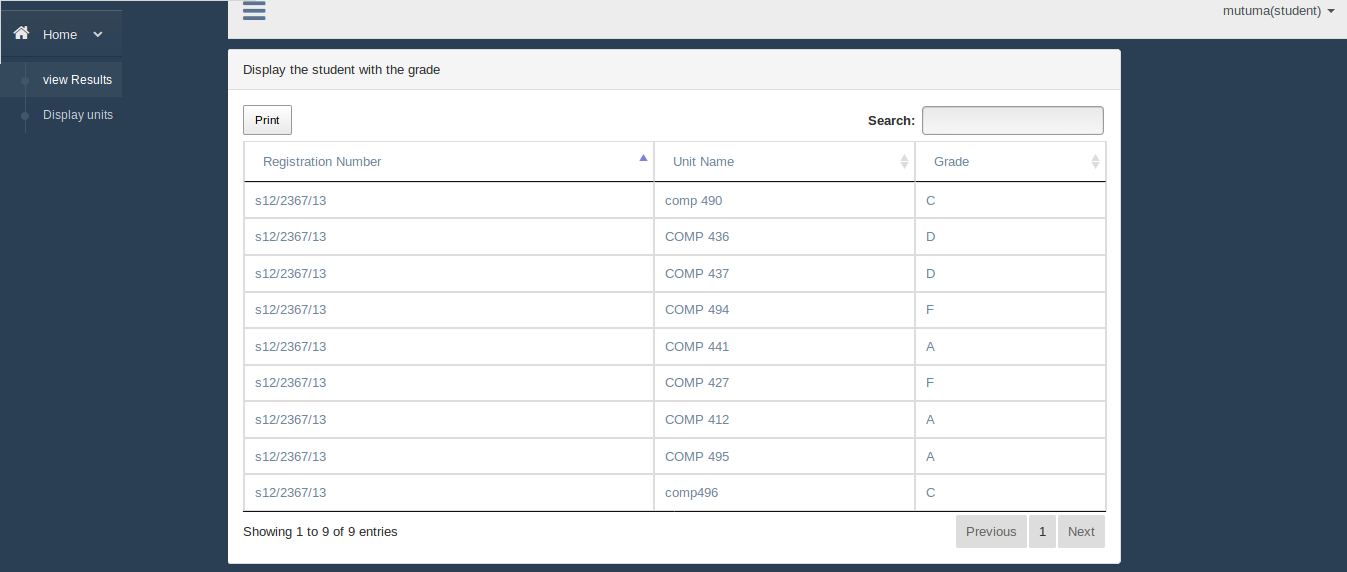 mutuma(student)
Home
view Results
Display units
Display the student with the grade
Print
Search:
Registration Number Unit Name Grade
s12/2367/13 comp 490 C
s12/2367/13 COMP 436 D
s12/2367/13 COMP 437 D
s12/2367/13 COMP 494 F
s12/2367/13 COMP 441 A
s12/2367/13 COMP 427 F
s12/2367/13 COMP 412 A
s12/2367/13 COMP 495 A
s12/2367/13 comp496 C
Showing 1 to 9 of 9 entries
Previous 1 Next